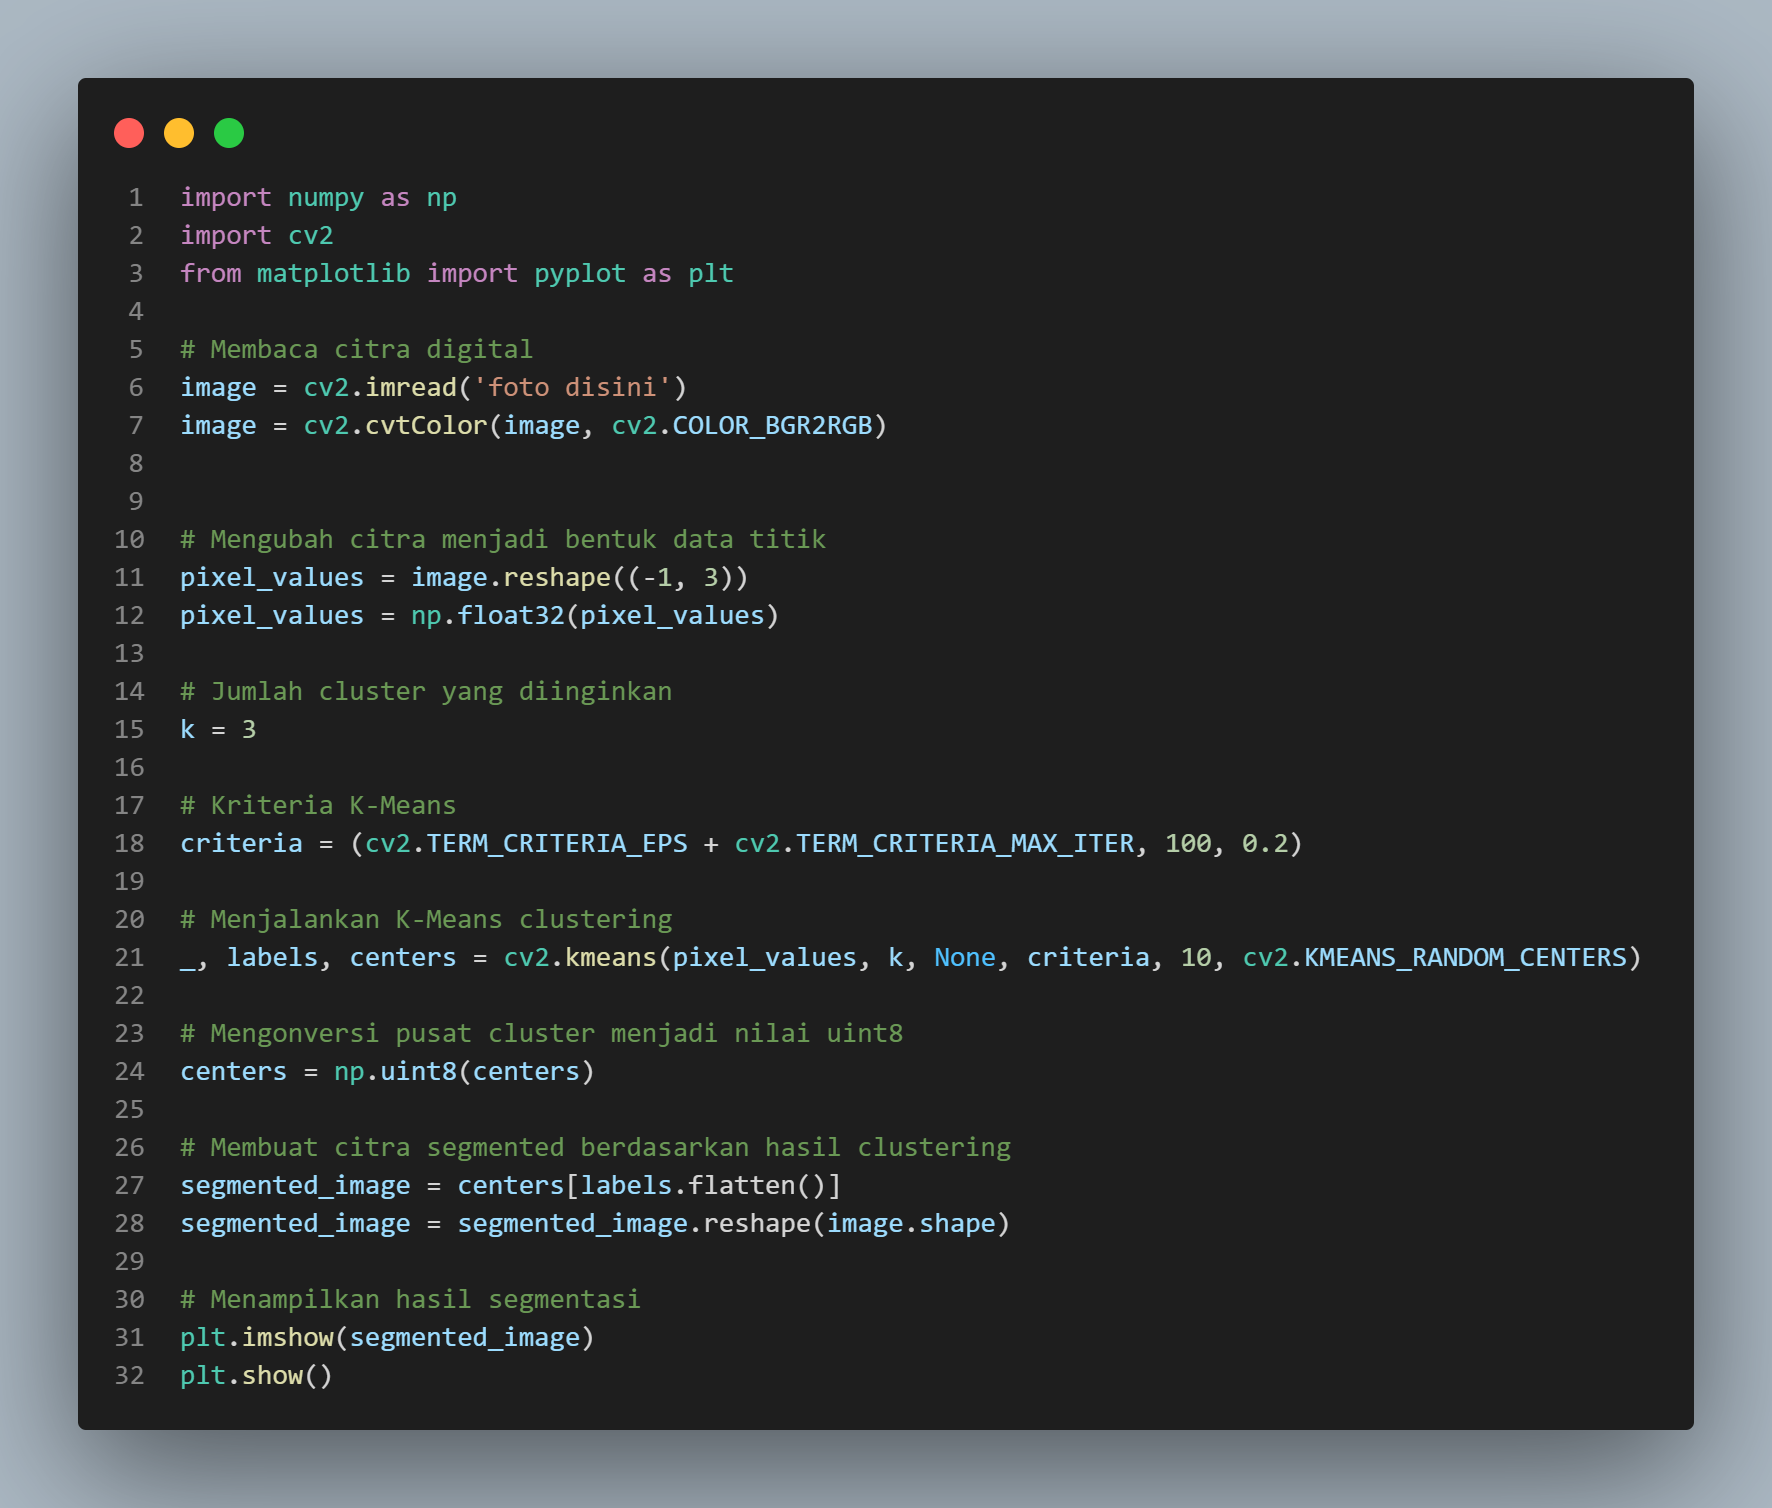 1 import numpy as np
2 import cv2
3 from matplotlib import pyplot as plt
4
5 # Membaca citra digital
6 image = cv2.imread('foto disini')
7 image = cv2.cvtColor(image, cv2.COLOR_BGR2RGB)
8
9
10 # Mengubah citra menjadi bentuk data titik
11 pixel_values = image.reshape((-1, 3))
12 pixel_values = np.float32(pixel_values)
13
14 # Jumlah cluster yang diinginkan
15 k = 3
16
17 # Kriteria K-Means
18 criteria = (cv2.TERM_CRITERIA_EPS + cv2.TERM_CRITERIA_MAX_ITER, 100, 0.2)
19
20 # Menjalankan K-Means clustering
21 _, labels, centers = cv2.kmeans(pixel_values, k, None, criteria, 10, cv2.KMEANS_RANDOM_CENTERS)
22
23 # Mengonversi pusat cluster menjadi nilai uint8
24 centers = np.uint8(centers)
25
26 # Membuat citra segmented berdasarkan hasil clustering
27 segmented_image = centers[labels.flatten()]
28 segmented_image = segmented_image.reshape(image.shape)
29
30 # Menampilkan hasil segmentasi
31 plt.imshow(segmented_image)
32 plt.show()